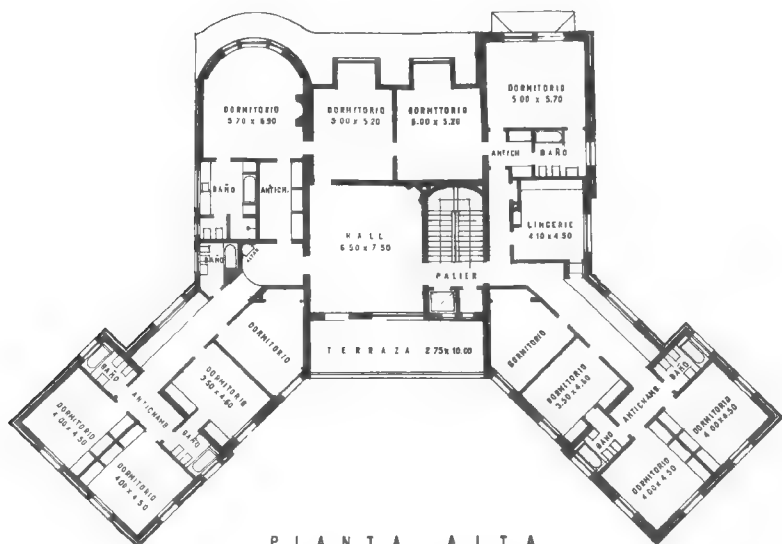 DORMITORIO
5.70 x 6.90
DORMITORIO
5.00 x 5.20
DORMITORIO
5.00 x 5.20
DORMITORIO
5.00 x 5.70
ANTICH.
BAÑO
BAÑO
ANTICH.
LINGERIE
4.10 x 4.50
HALL
6.50 x 7.50
BAÑO
ALTAR
PALIER
DORMITORIO
TERRAZA 2.75 x 10.00
DORMITORIO
DORMITORIO
3.50 x 4.60
DORMITORIO
3.50 x 4.60
BAÑO
ANTICHAMB.
BAÑO
DORMITORIO
4.00 x 4.50
DORMITORIO
4.00 x 4.50
BAÑO
ANTICHAMB.
BAÑO
DORMITORIO
4.00 x 4.50
DORMITORIO
4.00 x 4.50
PLANTA ALTA